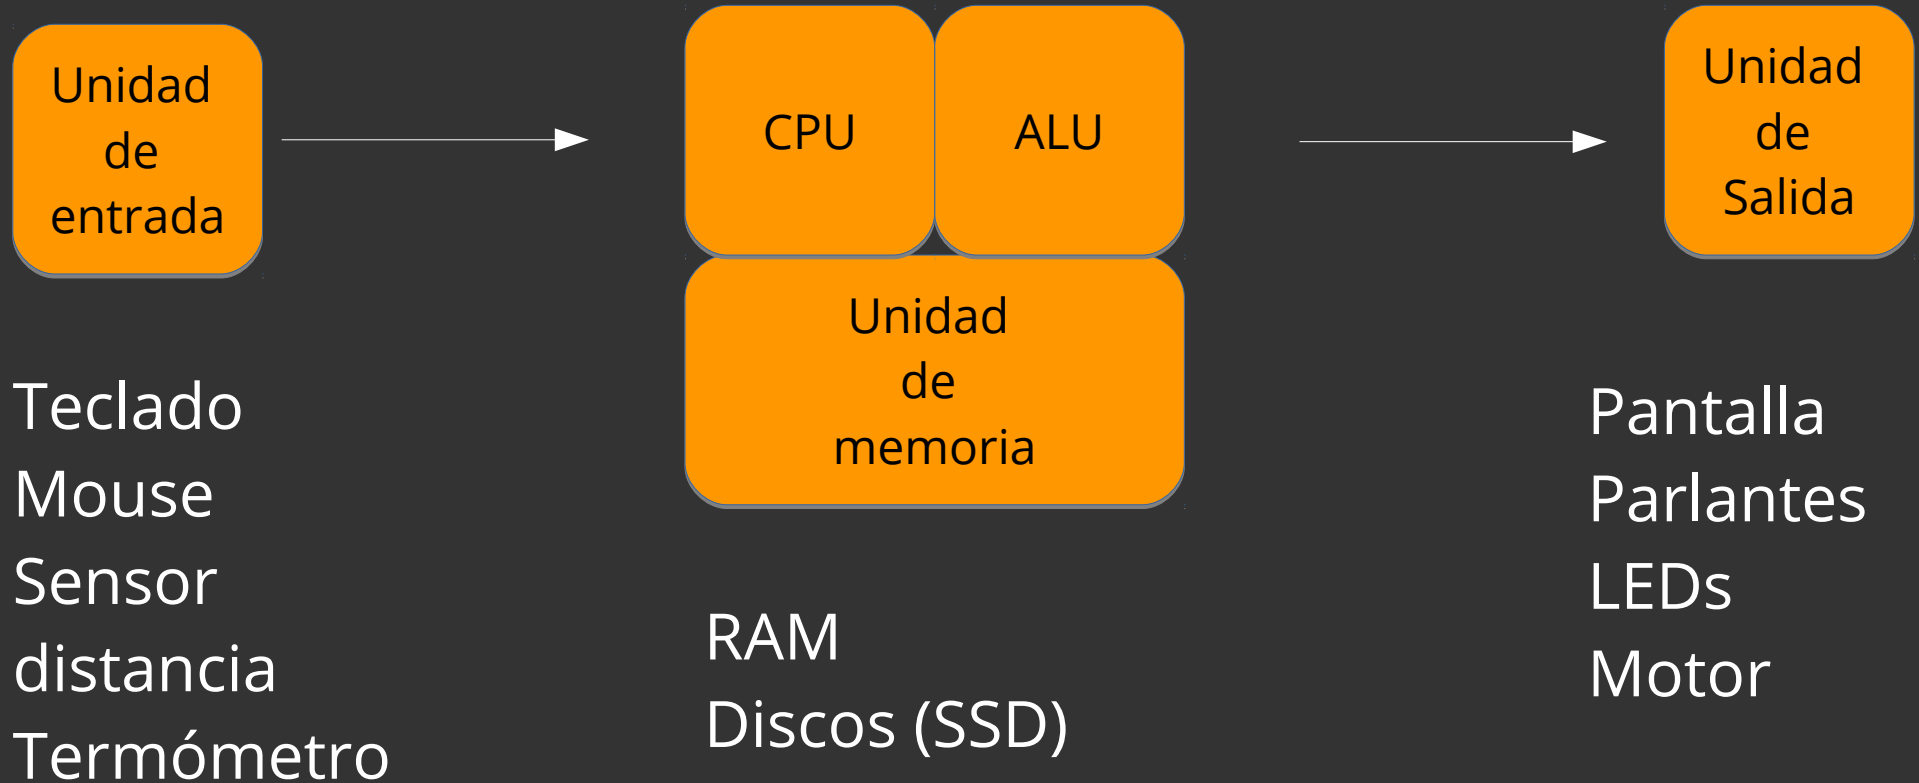 Unidad
de
entrada
CPU
ALU
Unidad
de
memoria
Unidad
de
Salida
Teclado
Mouse
Sensor
distancia
Termómetro
RAM
Discos (SSD)
Pantalla
Parlantes
LEDs
Motor